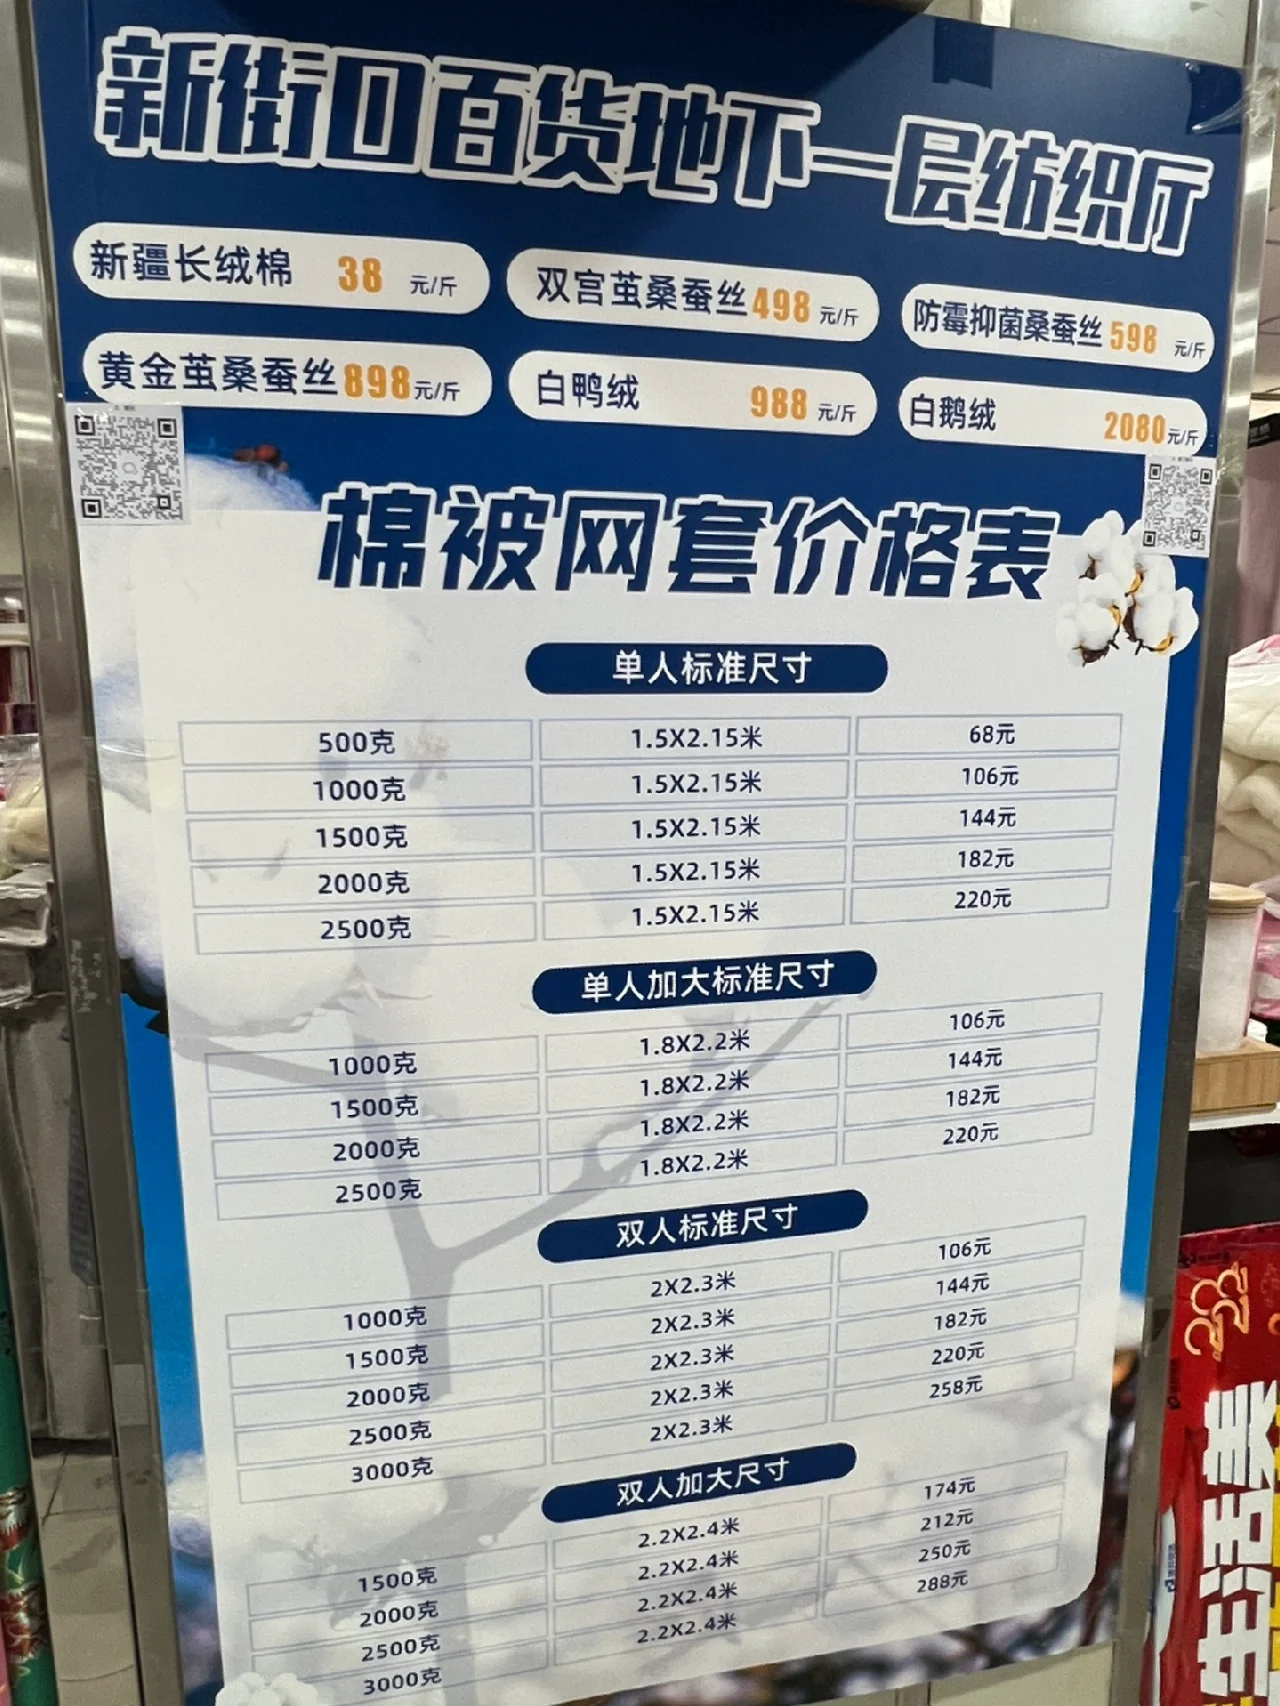 新街口百货地下一层纺织厅
新疆长绒棉 38 元/斤
双宫茧桑蚕丝 498 元/斤
防霉抑菌桑蚕丝 598 元/斤
黄金茧桑蚕丝 898 元/斤
白鸭绒 988 元/斤
白鹅绒 2080 元/斤
棉被网套价格表
单人标准尺寸
500克 1.5X2.15米 68元
1000克 1.5X2.15米 106元
1500克 1.5X2.15米 144元
2000克 1.5X2.15米 182元
2500克 1.5X2.15米 220元
单人加大标准尺寸
1000克 1.8X2.2米 106元
1500克 1.8X2.2米 144元
2000克 1.8X2.2米 182元
2500克 1.8X2.2米 220元
双人标准尺寸
1000克 2X2.3米 106元
1500克 2X2.3米 144元
2000克 2X2.3米 182元
2500克 2X2.3米 220元
3000克 2X2.3米 258元
双人加大尺寸
1500克 2.2X2.4米 174元
2000克 2.2X2.4米 212元
2500克 2.2X2.4米 250元
3000克 2.2X2.4米 288元
生活美